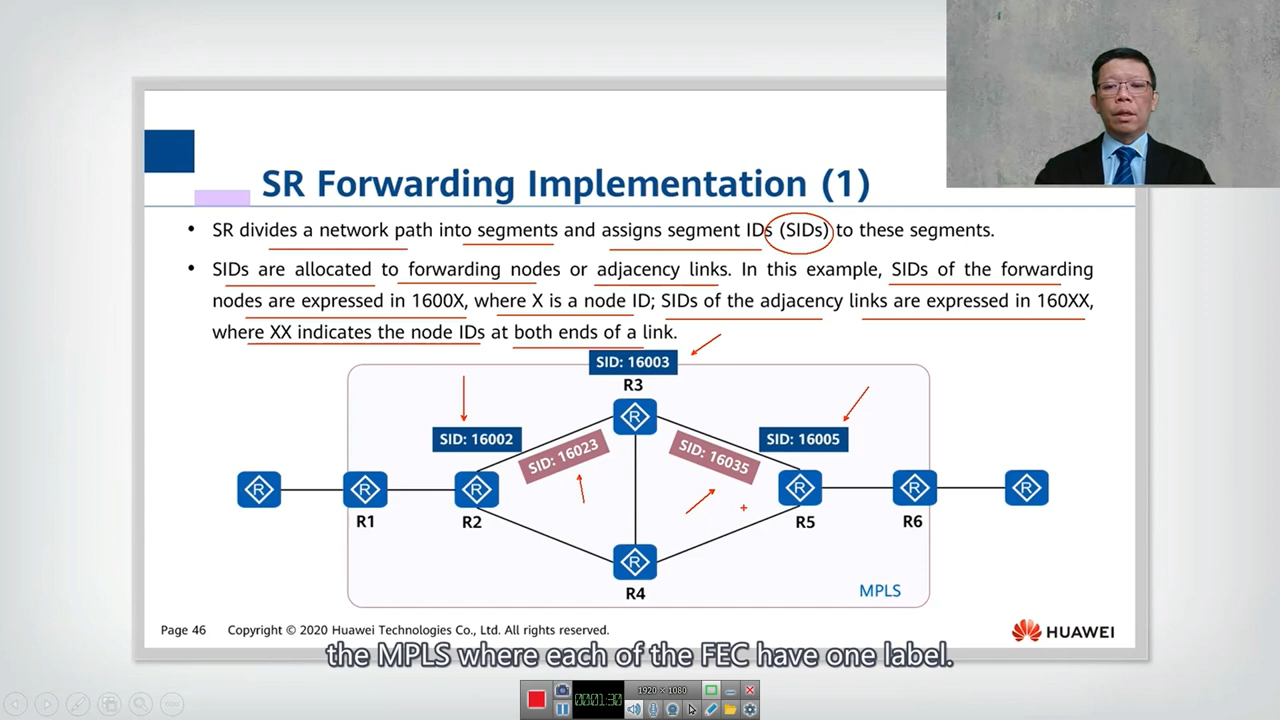 SR Forwarding Implementation (1)
• SR divides a network path into segments and assigns segment IDs (SIDs) to these segments.
• SIDs are allocated to forwarding nodes or adjacency links. In this example, SIDs of the forwarding
nodes are expressed in 1600X, where X is a node ID; SIDs of the adjacency links are expressed in 160XX,
where XX indicates the node IDs at both ends of a link.
SID: 16003
R3
SID: 16002
SID: 16023
SID: 16035
SID: 16005
R
R
R
R
R
R
R
R
R1
R2
R5
R6
R4
MPLS
Page 46
Copyright © 2020 Huawei Technologies Co., Ltd. All rights reserved.
HUAWEI
the MPLS where each of the FEC have one label.
00:01:30
1920 × 1080